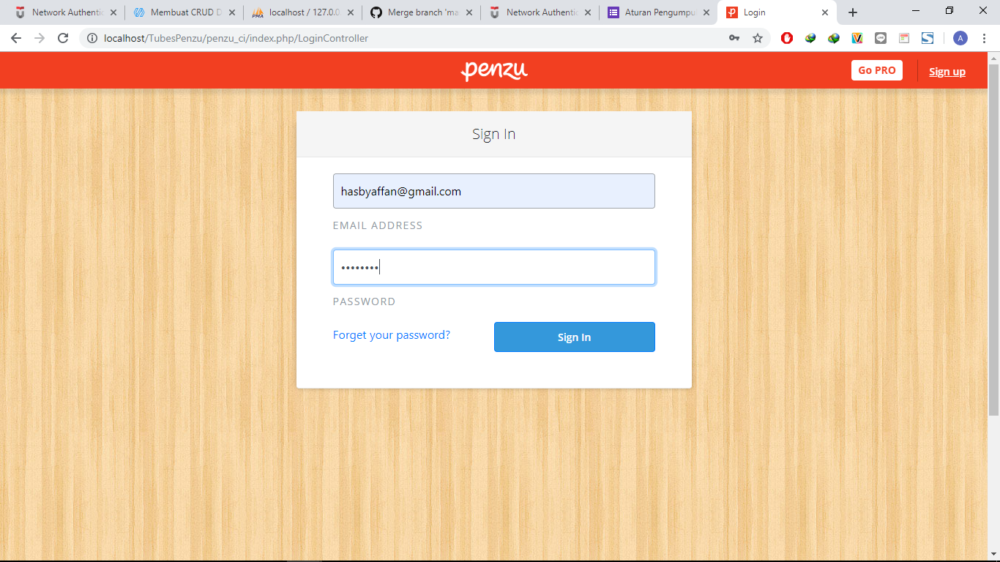 Network Authentic
Membuat CRUD D
localhost / 127.0.0.
Merge branch 'ma
Network Authentic
Aturan Pengumpu
Login
localhost/TubesPenzu/penzu_ci/index.php/LoginController
A
penzu
Go PRO
Sign up
Sign In
hasbyaffan@gmail.com
EMAIL ADDRESS
••••••••
PASSWORD
Forget your password?
Sign In